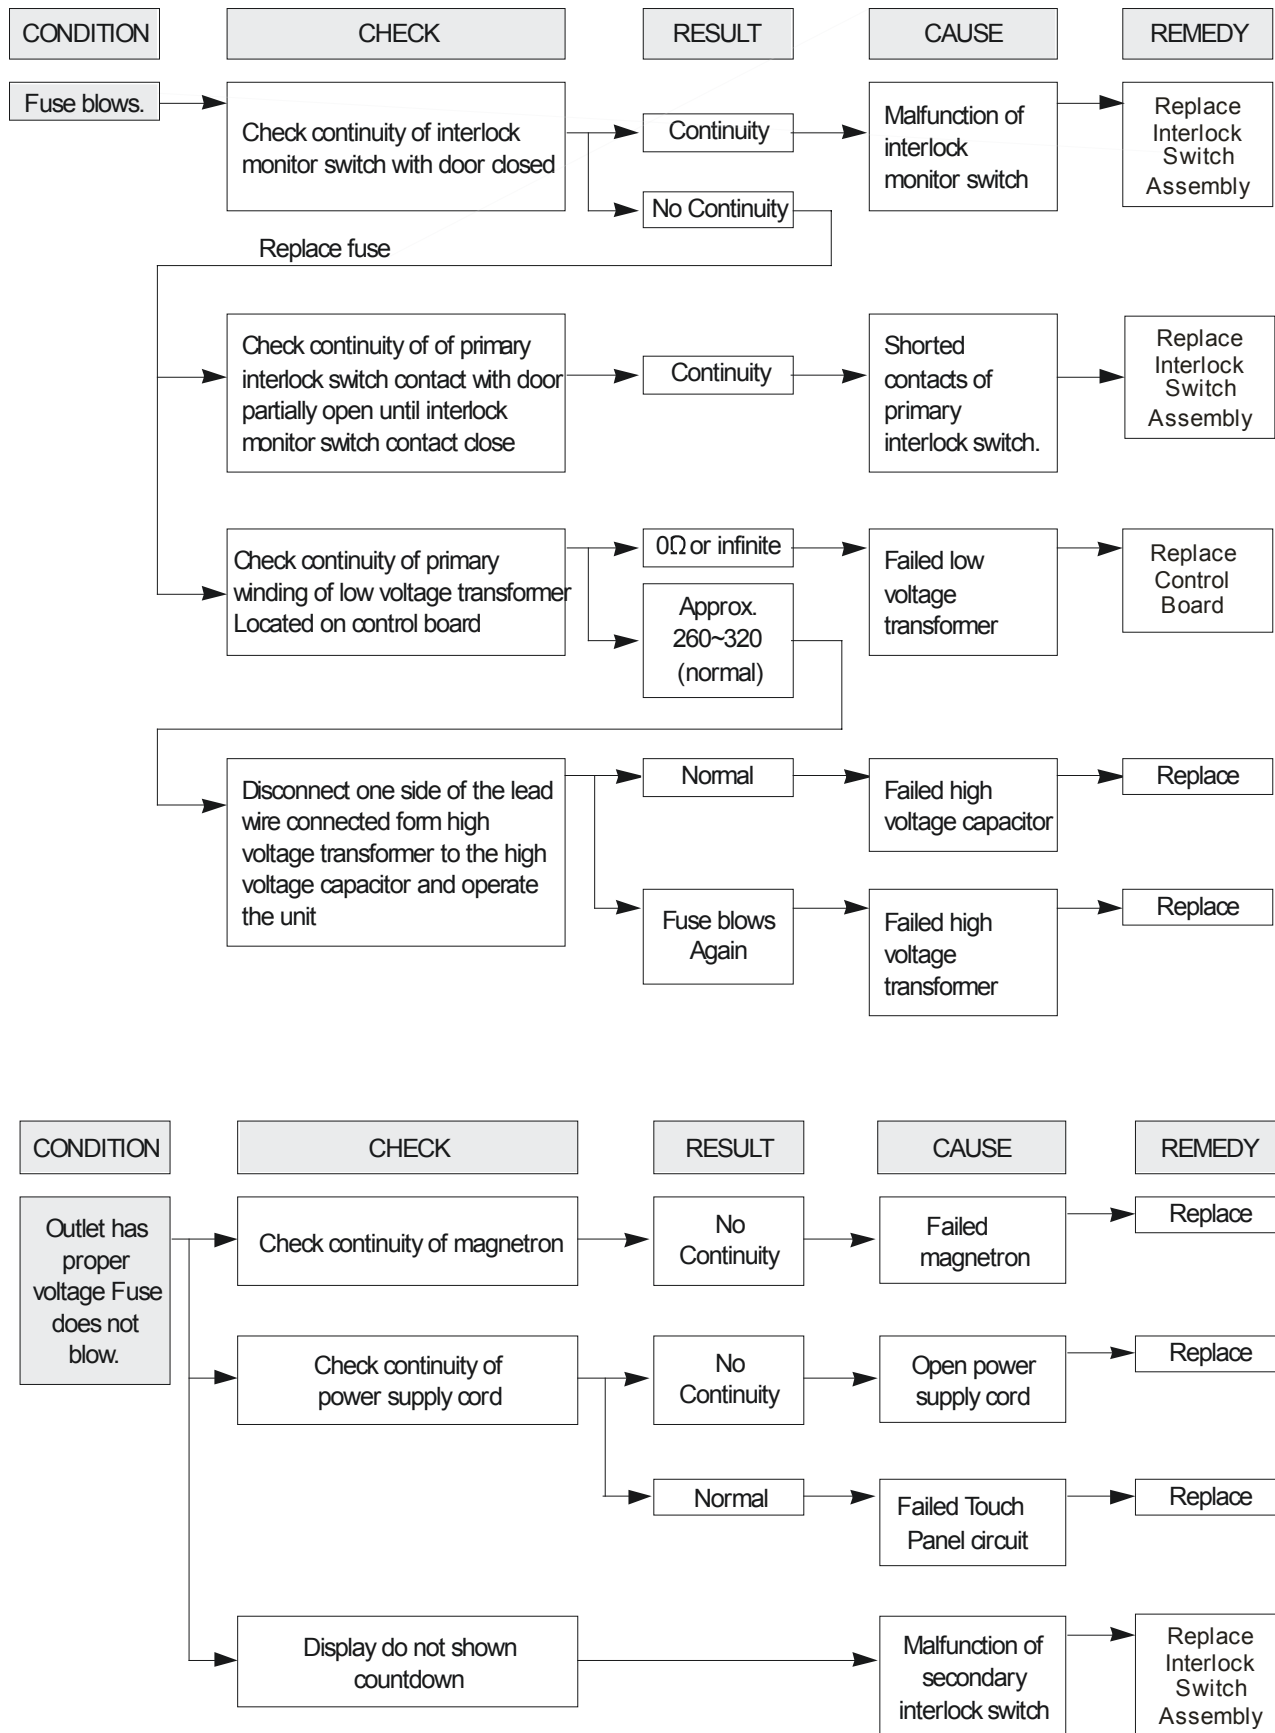 CONDITION
CHECK
RESULT
CAUSE
REMEDY
Fuse blows.
Check continuity of interlock
monitor switch with door closed
Continuity
Malfunction of
interlock
monitor switch
Replace
Interlock
Switch
Assembly
No Continuity
Replace fuse
Check continuity of of primary
interlock switch contact with door
partially open until interlock
monitor switch contact close
Continuity
Shorted
contacts of
primary
interlock switch.
Replace
Interlock
Switch
Assembly
Check continuity of primary
winding of low voltage transformer
Located on control board
0Ω or infinite
Failed low
voltage
transformer
Replace
Control
Board
Approx.
260~320
(normal)
Disconnect one side of the lead
wire connected form high
voltage transformer to the high
voltage capacitor and operate
the unit
Normal
Failed high
voltage capacitor
Replace
Fuse blows
Again
Failed high
voltage
transformer
Replace
CONDITION
CHECK
RESULT
CAUSE
REMEDY
Outlet has
proper
voltage Fuse
does not
blow.
Check continuity of magnetron
No
Continuity
Failed
magnetron
Replace
Check continuity of
power supply cord
No
Continuity
Open power
supply cord
Replace
Normal
Failed Touch
Panel circuit
Replace
Display do not shown
countdown
Malfunction of
secondary
interlock switch
Replace
Interlock
Switch
Assembly